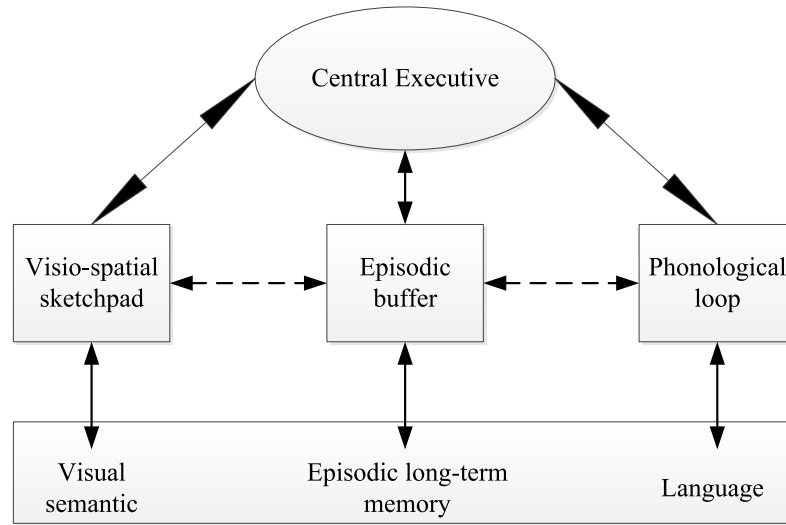 Central Executive
Visio-spatial
sketchpad
Episodic
buffer
Phonological
loop
Visual
semantic
Episodic long-term
memory
Language